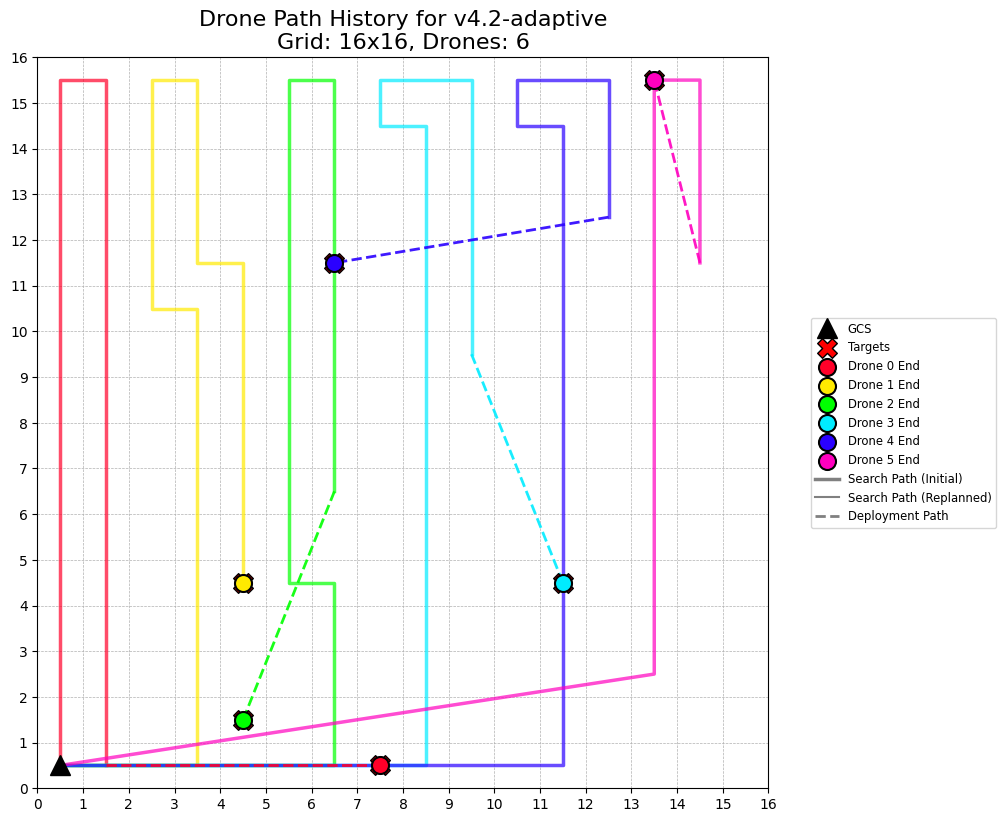 Drone Path History for v4.2-adaptive
Grid: 16x16, Drones: 6
16
15
14
13
12
11
10
9
8
7
6
5
4
3
2
1
0
0 1 2 3 4 5 6 7 8 9 10 11 12 13 14 15 16
GCS
Targets
Drone 0 End
Drone 1 End
Drone 2 End
Drone 3 End
Drone 4 End
Drone 5 End
Search Path (Initial)
Search Path (Replanned)
Deployment Path